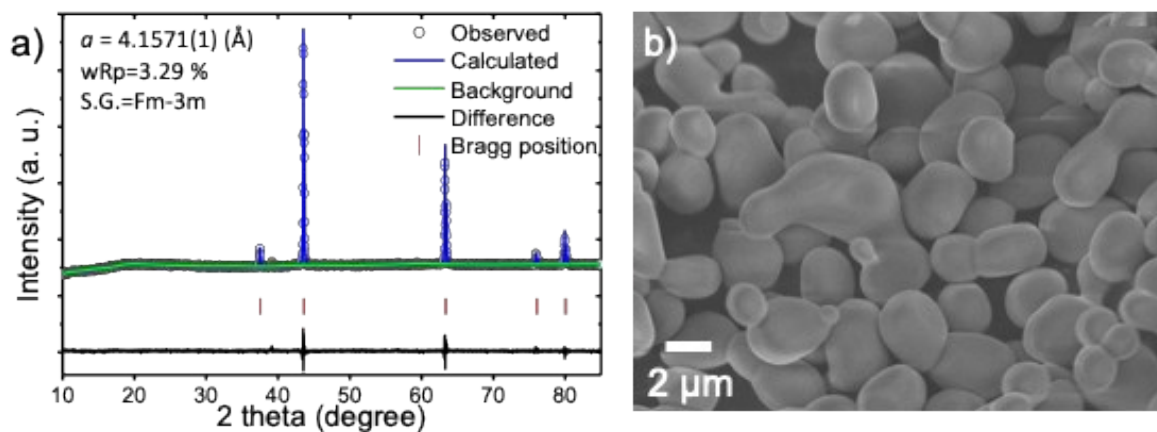 a)
a = 4.1571(1) (Å)
wRp=3.29 %
S.G.=Fm-3m
Observed
Calculated
Background
Difference
Bragg position
Intensity (a. u.)
10 20 30 40 50 60 70 80
2 theta (degree)
b)
2 μm